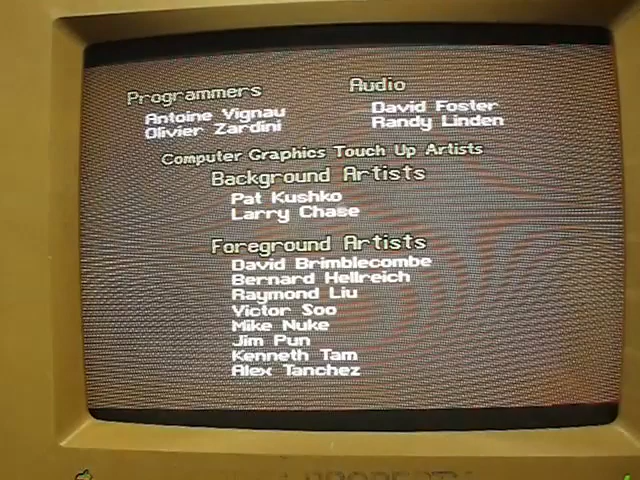 Programmers
Antoine Vignau
Olivier Zardini
Audio
David Foster
Randy Linden
Computer Graphics Touch Up Artists
Background Artists
Pat Kushko
Larry Chase
Foreground Artists
David Brimblecombe
Bernard Hellreich
Raymond Liu
Victor Soo
Mike Nuke
Jim Pun
Kenneth Tam
Alex Tanchez